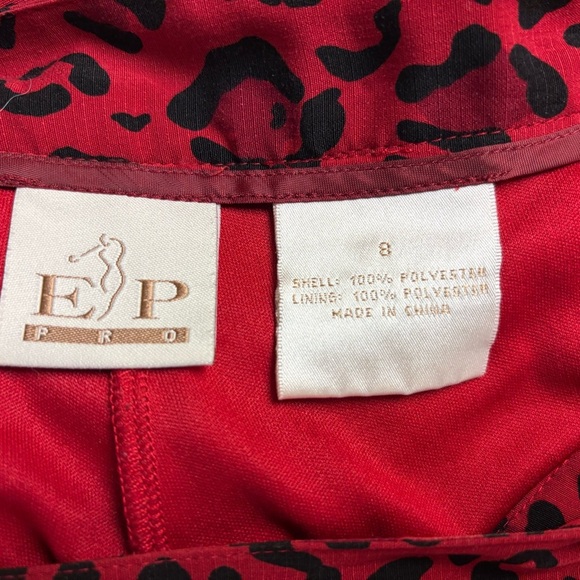 EP
PRO
8
SHELL: 100% POLYESTER
LINING: 100% POLYESTER
MADE IN CHINA